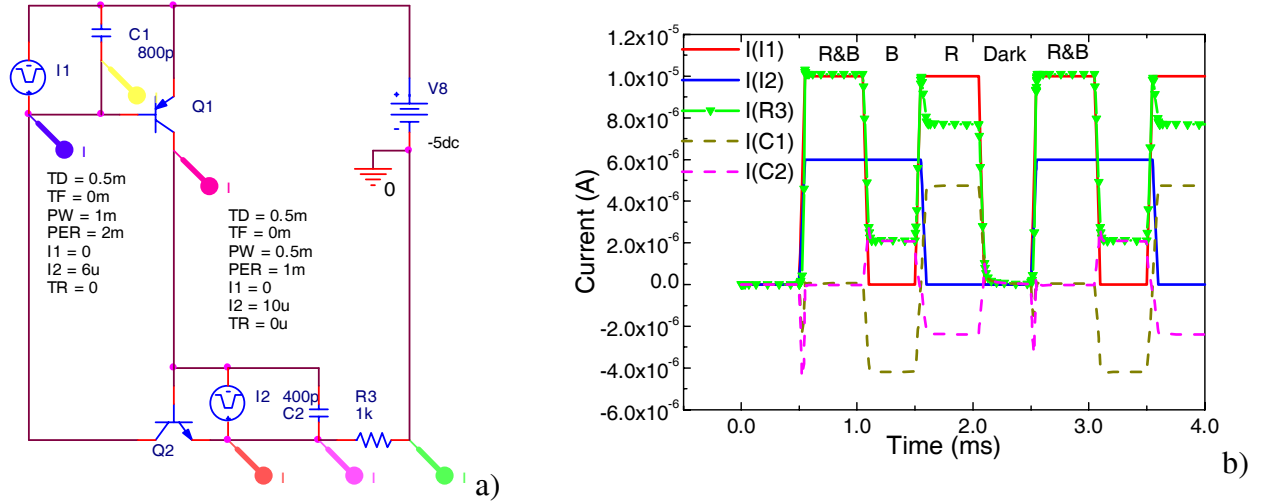 C1
800p
I1
Q1
V8
+
-
-5dc
0
I
I
I
TD = 0.5m
TF = 0m
PW = 1m
PER = 2m
I1 = 0
I2 = 6u
TR = 0
TD = 0.5m
TF = 0m
PW = 0.5m
PER = 1m
I1 = 0
I2 = 10u
TR = 0u
I2
400p
C2
R3
1k
Q2
I
I
I
a)
1.2x10⁻⁵
1.0x10⁻⁵
8.0x10⁻⁶
6.0x10⁻⁶
4.0x10⁻⁶
2.0x10⁻⁶
0.0
-2.0x10⁻⁶
-4.0x10⁻⁶
-6.0x10⁻⁶
Current (A)
I(I1)
I(I2)
I(R3)
I(C1)
I(C2)
R&B B R Dark R&B
0.0 1.0 2.0 3.0 4.0
Time (ms)
b)